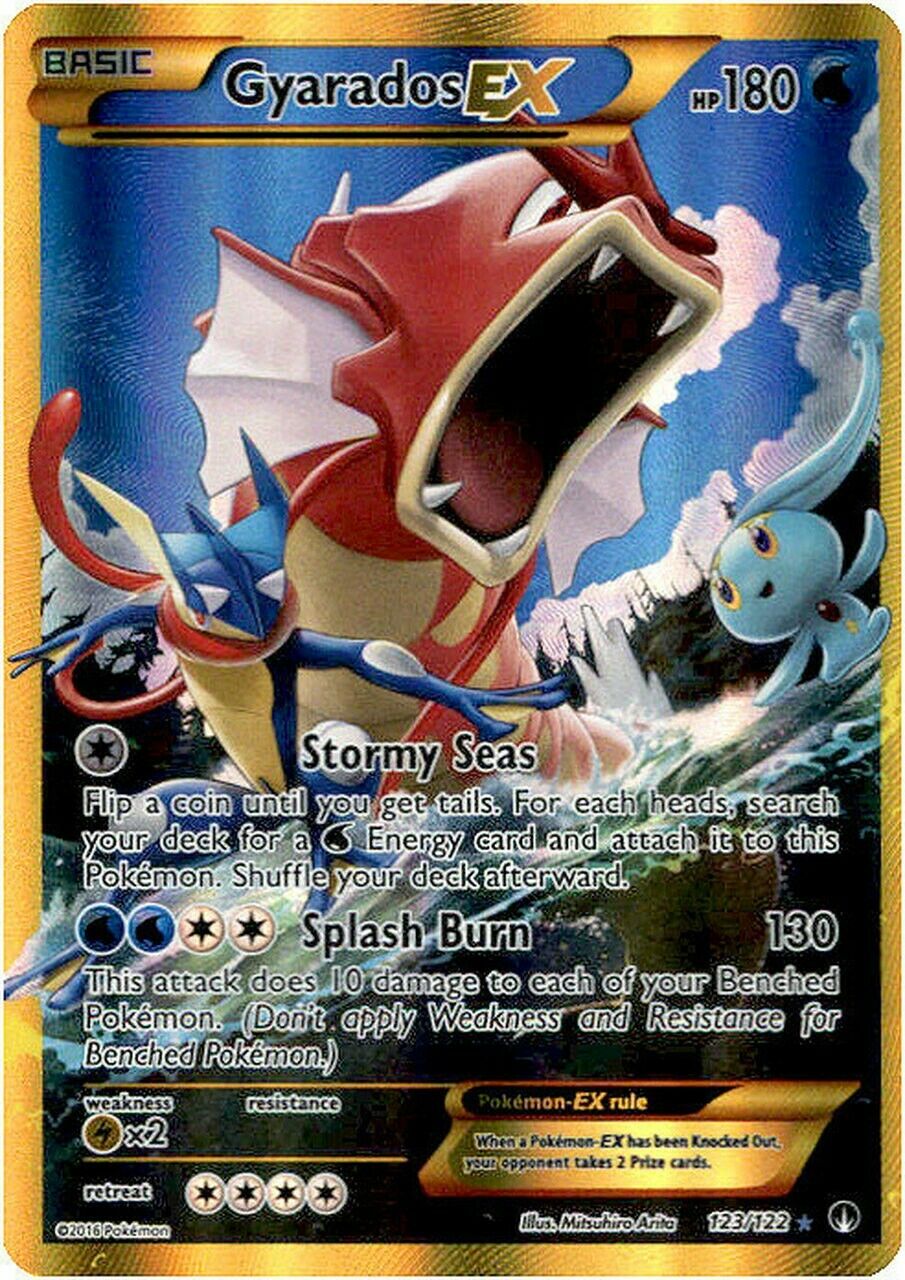 BASIC
Gyarados EX
HP180
Stormy Seas
Flip a coin until you get tails. For each heads, search
your deck for a Energy card and attach it to this
Pokémon. Shuffle your deck afterward.
Splash Burn 130
This attack does 10 damage to each of your Benched
Pokémon. (Don't apply Weakness and Resistance for
Benched Pokémon.)
weakness resistance
×2
Pokémon-EX rule
When a Pokémon-EX has been Knocked Out,
your opponent takes 2 Prize cards.
retreat
©2016 Pokémon
Illus. Mitsuhiro Arita
123/122